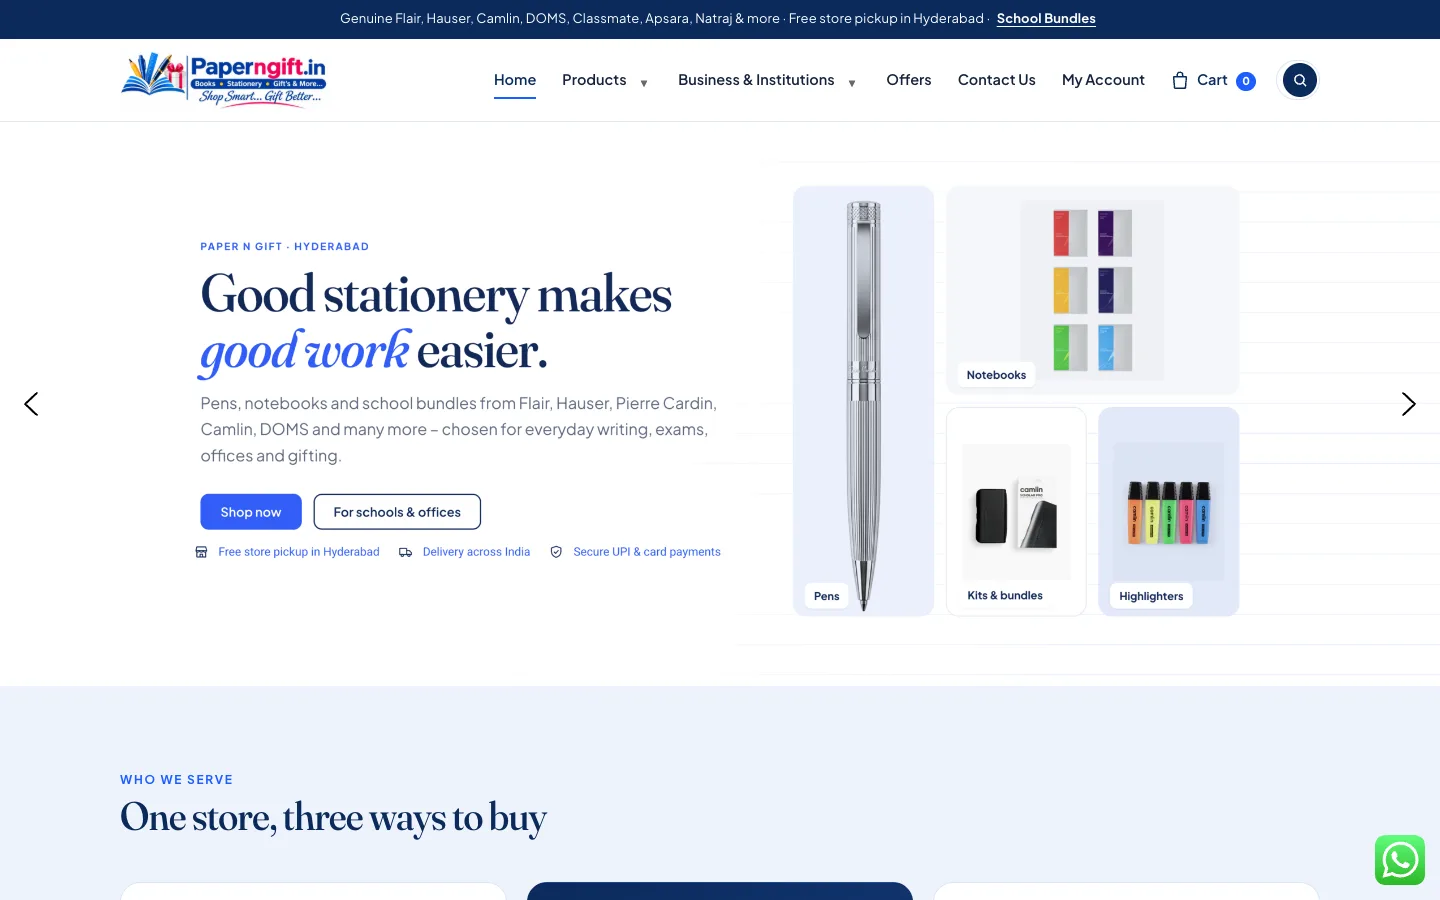 Genuine Flair, Hauser, Camlin, DOMS, Classmate, Apsara, Natraj & more · Free store pickup in Hyderabad · School Bundles
Paperngift.in
Books • Stationery • Gift's & More...
Shop Smart... Gift Better...
Home Products Business & Institutions Offers Contact Us My Account Cart 0
PAPER N GIFT · HYDERABAD
Good stationery makes
good work easier.
Pens, notebooks and school bundles from Flair, Hauser, Pierre Cardin,
Camlin, DOMS and many more – chosen for everyday writing, exams,
offices and gifting.
Shop now For schools & offices
Free store pickup in Hyderabad Delivery across India Secure UPI & card payments
Notebooks
camlin
Pens
Kits & bundles
Highlighters
WHO WE SERVE
One store, three ways to buy